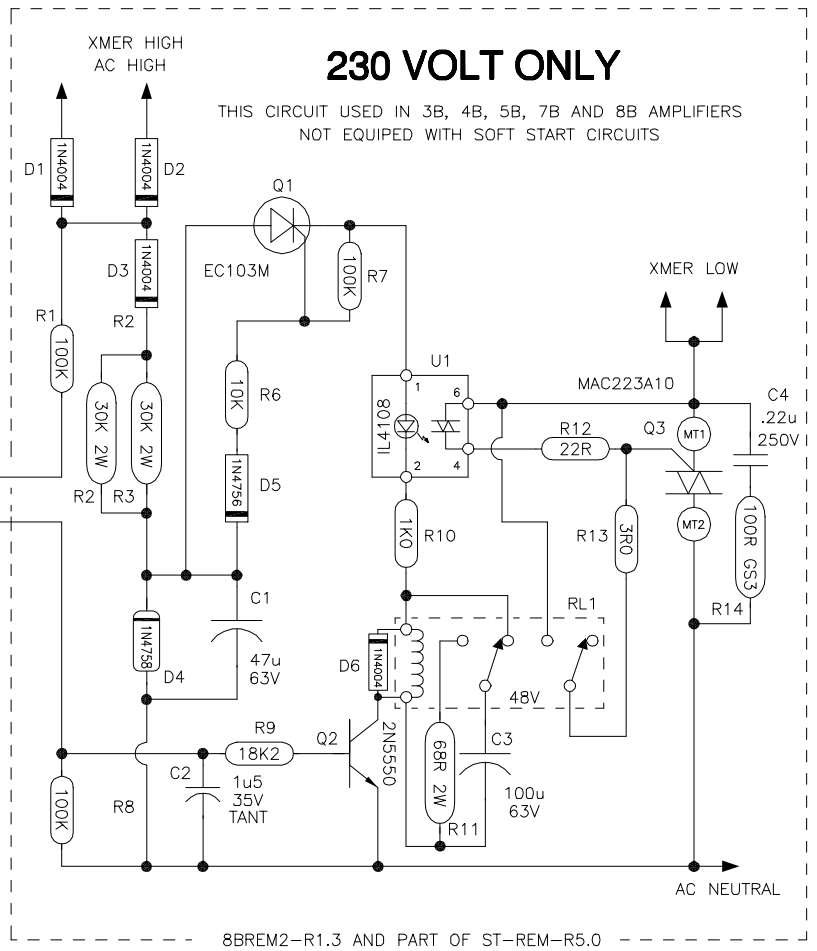 XMER HIGH
AC HIGH
230 VOLT ONLY
THIS CIRCUIT USED IN 3B, 4B, 5B, 7B AND 8B AMPLIFIERS
NOT EQUIPED WITH SOFT START CIRCUITS
D1
1N4004
1N4004
D2
Q1
EC103M
D3
1N4004
100K
R7
XMER LOW
R1
100K
R2
U1
1
6
IL4108
2
4
MAC223A10
C4
.22u
250V
10K
R6
30K 2W
30K 2W
R2
R3
R12
22R
Q3
MT1
MT2
1N4756
D5
1K0
R10
R13
3R0
100R GS3
R14
C1
47u
63V
1N4758
D4
RL1
D6
1N4004
48V
R9
18K2
Q2
2N5550
68R 2W
R11
C3
100u
63V
C2
1u5
35V
TANT
100K
R8
AC NEUTRAL
8BREM2-R1.3 AND PART OF ST-REM-R5.0